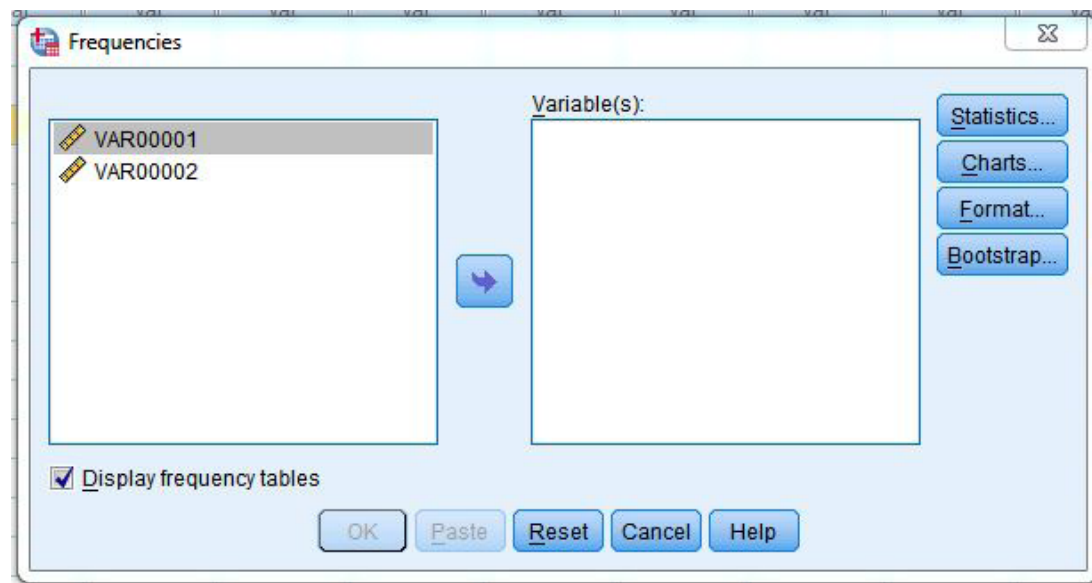 Frequencies
Variable(s):
VAR00001
VAR00002
Statistics...
Charts...
Format...
Bootstrap...
Display frequency tables
OK
Paste
Reset
Cancel
Help